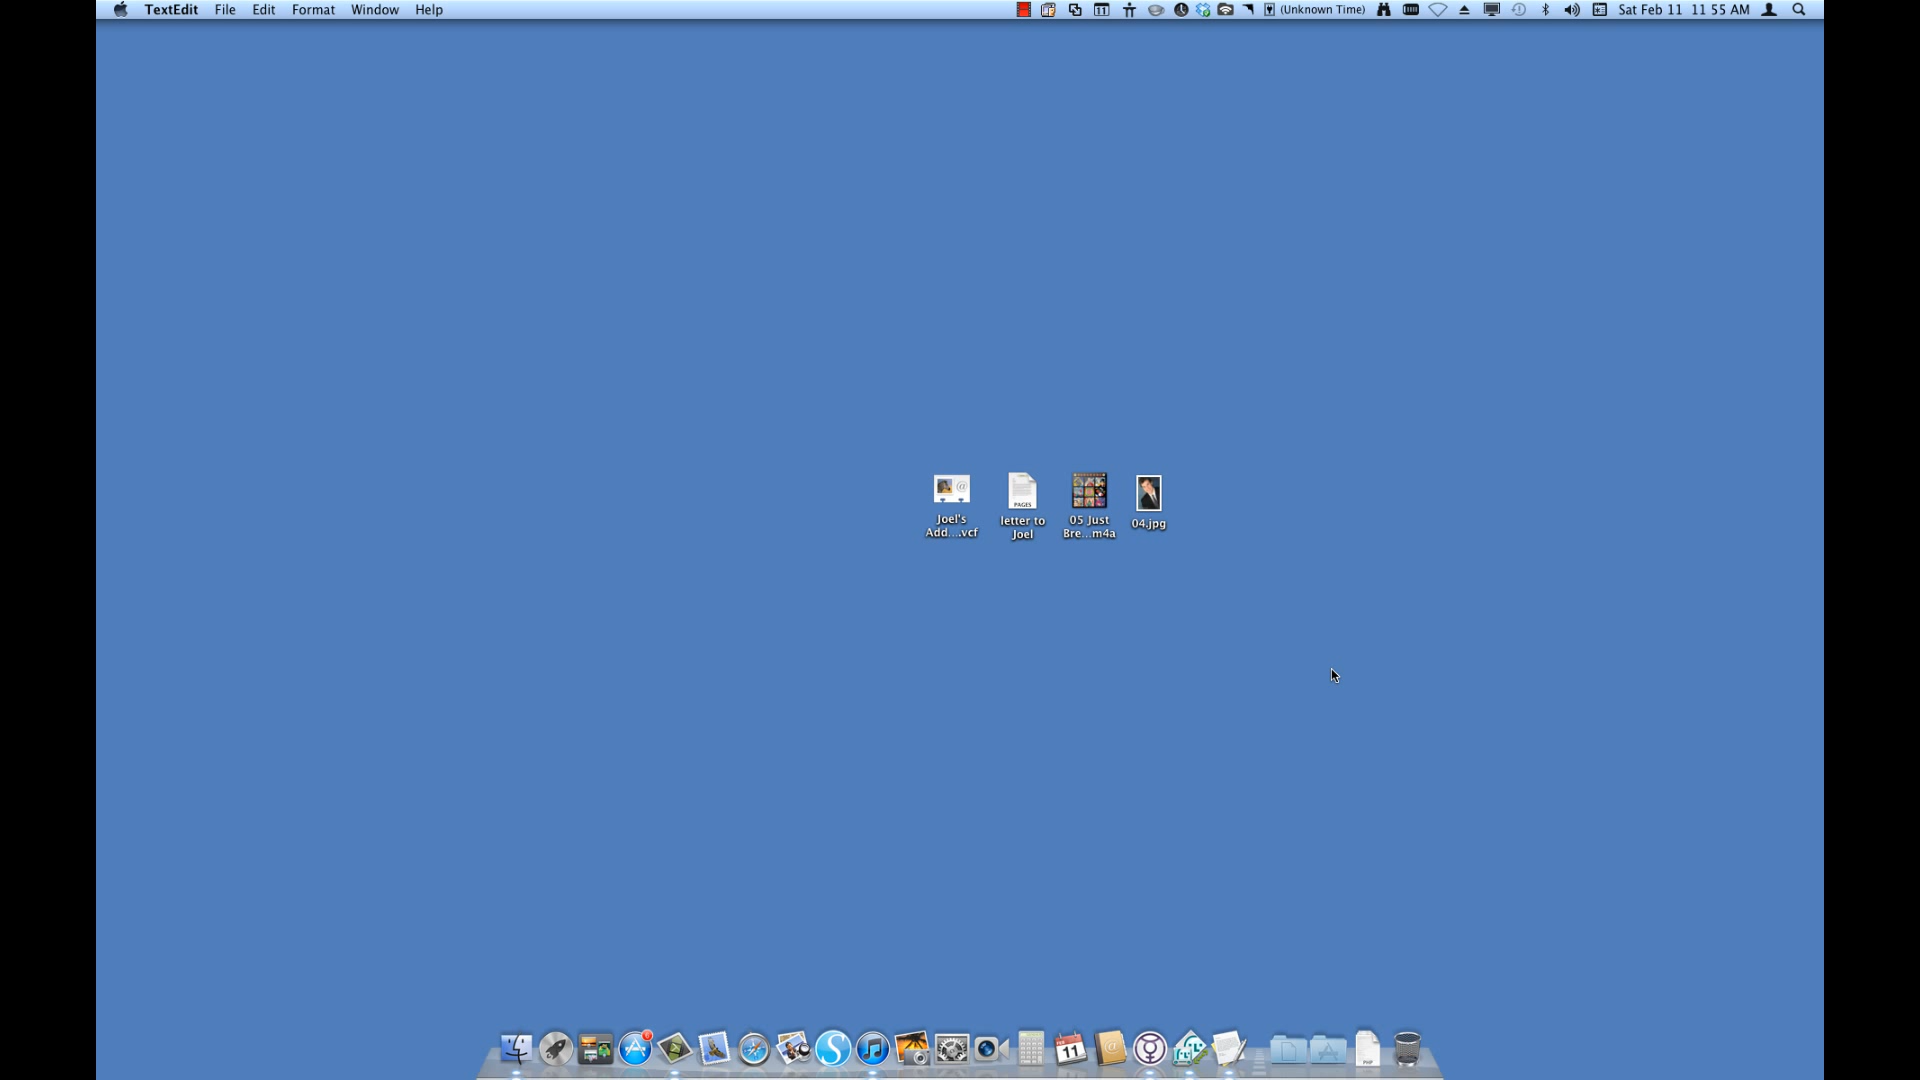 TextEdit File Edit Format Window Help 11 (Unknown Time) Sat Feb 11 11 55 AM
Joel's
Add....vcf
letter to
Joel
05 Just
Bre...m4a
04.jpg
PAGES
11